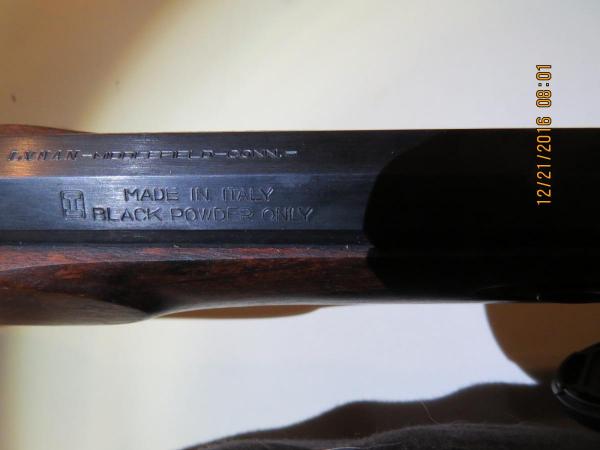 LYMAN-MIDDLEFIELD-CONN.-
MADE IN ITALY
BLACK POWDER ONLY
12/21/2016 08:01